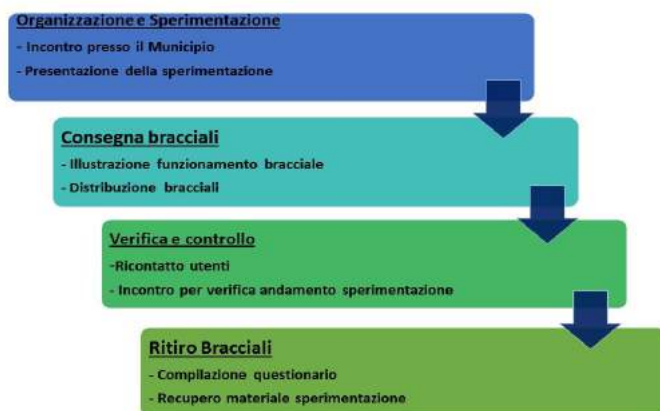 Organizzazione e Sperimentazione
- Incontro presso il Municipio
- Presentazione della sperimentazione
Consegna bracciali
- Illustrazione funzionamento bracciale
- Distribuzione bracciali
Verifica e controllo
-Ricontatto utenti
- Incontro per verifica andamento sperimentazione
Ritiro Bracciali
- Compilazione questionario
- Recupero materiale sperimentazione